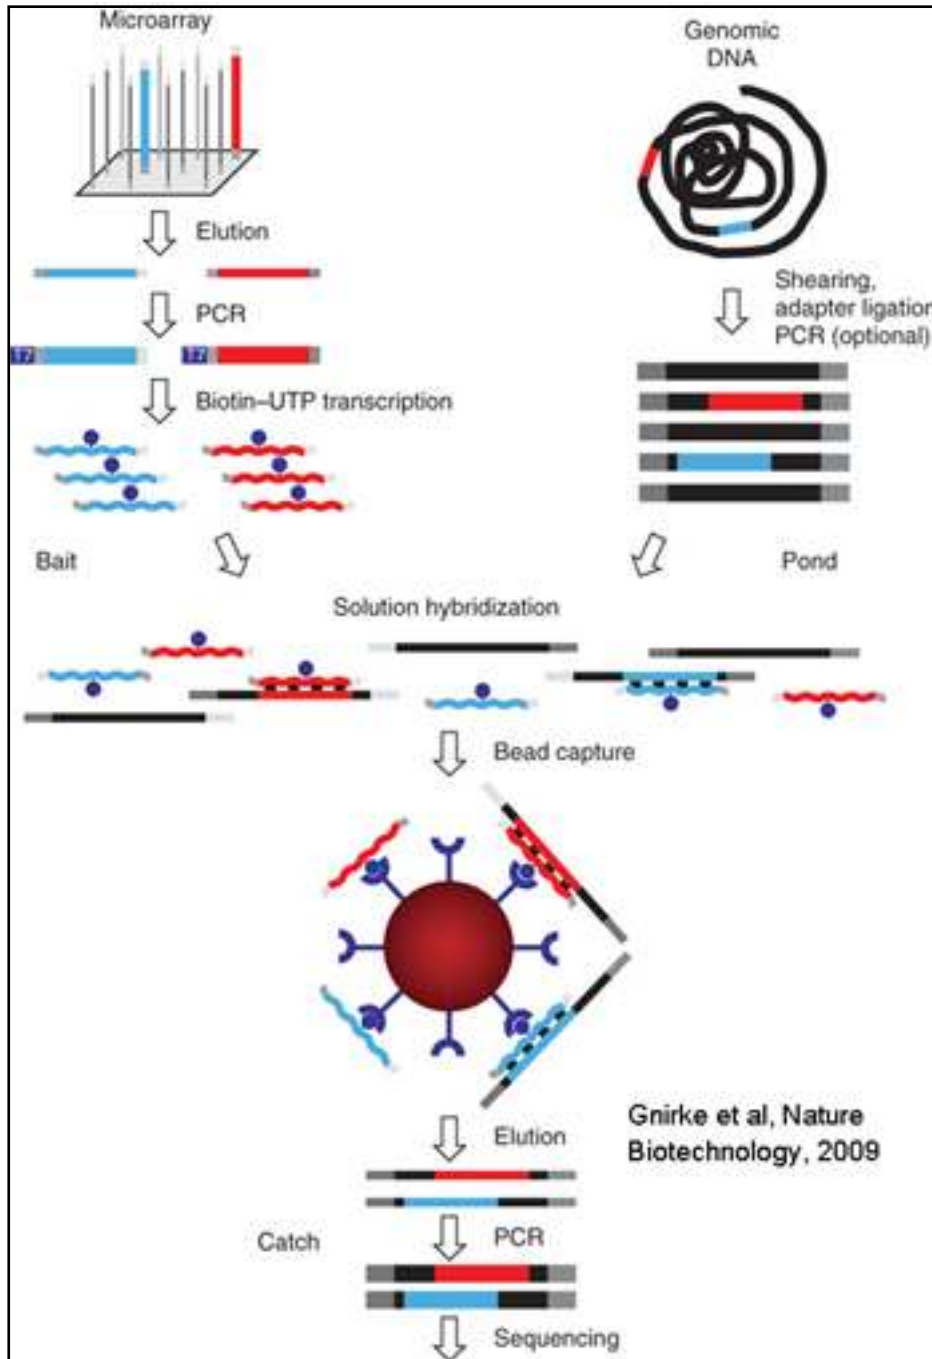 Microarray
Genomic
DNA
Elution
Shearing,
adapter ligation
PCR (optional)
PCR
T7
T7
Biotin–UTP transcription
Bait
Pond
Solution hybridization
Bead capture
Gnirke et al, Nature
Biotechnology, 2009
Elution
Catch
PCR
Sequencing